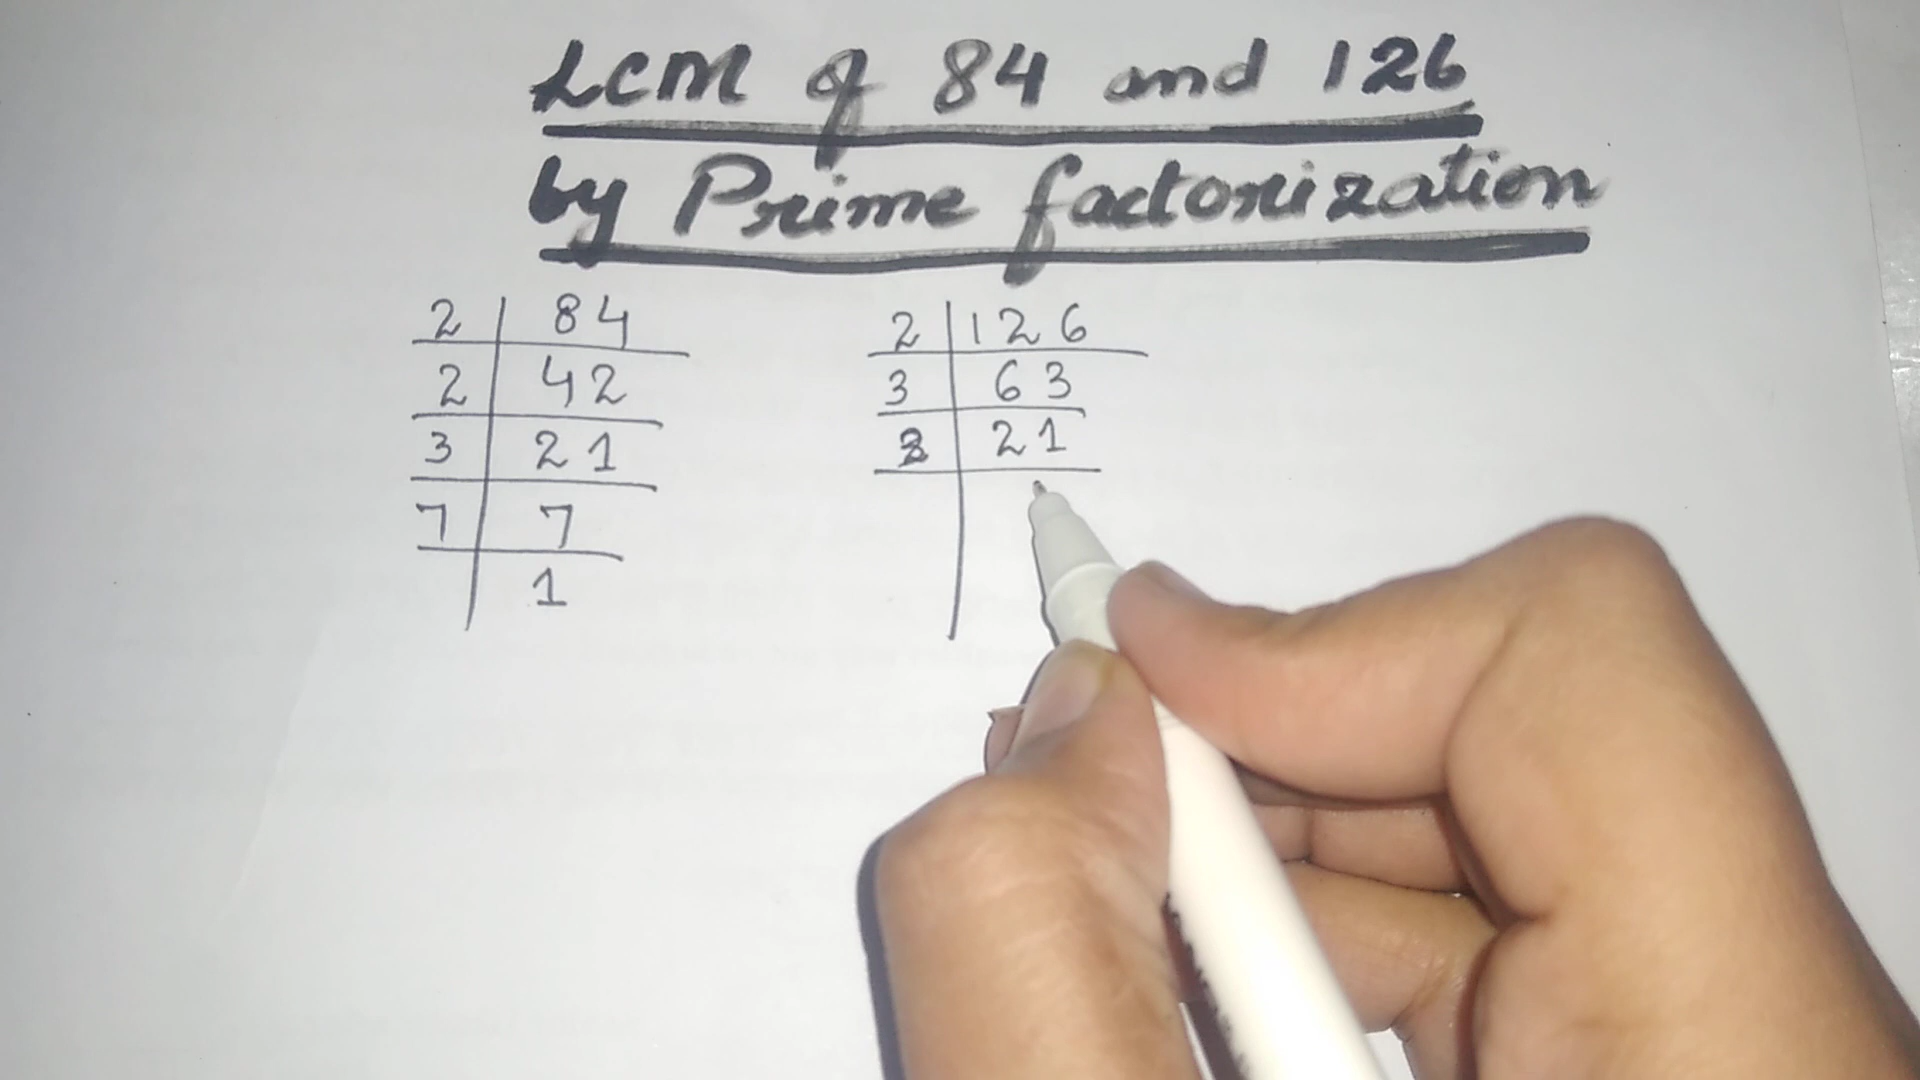 LCM of 84 and 126
by Prime factorization
2 | 84
2 | 42
3 | 21
7 | 7
1
2 | 126
3 | 63
3 | 21